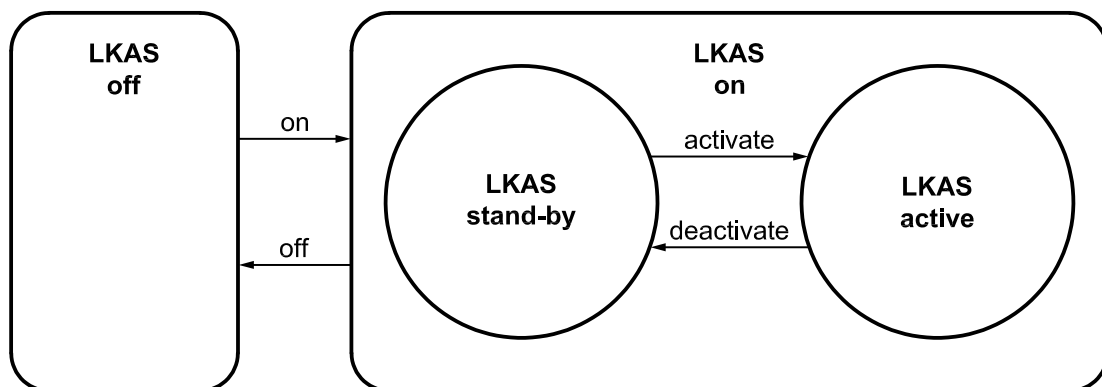 LKAS
off
on
off
LKAS
on
LKAS
stand-by
activate
deactivate
LKAS
active